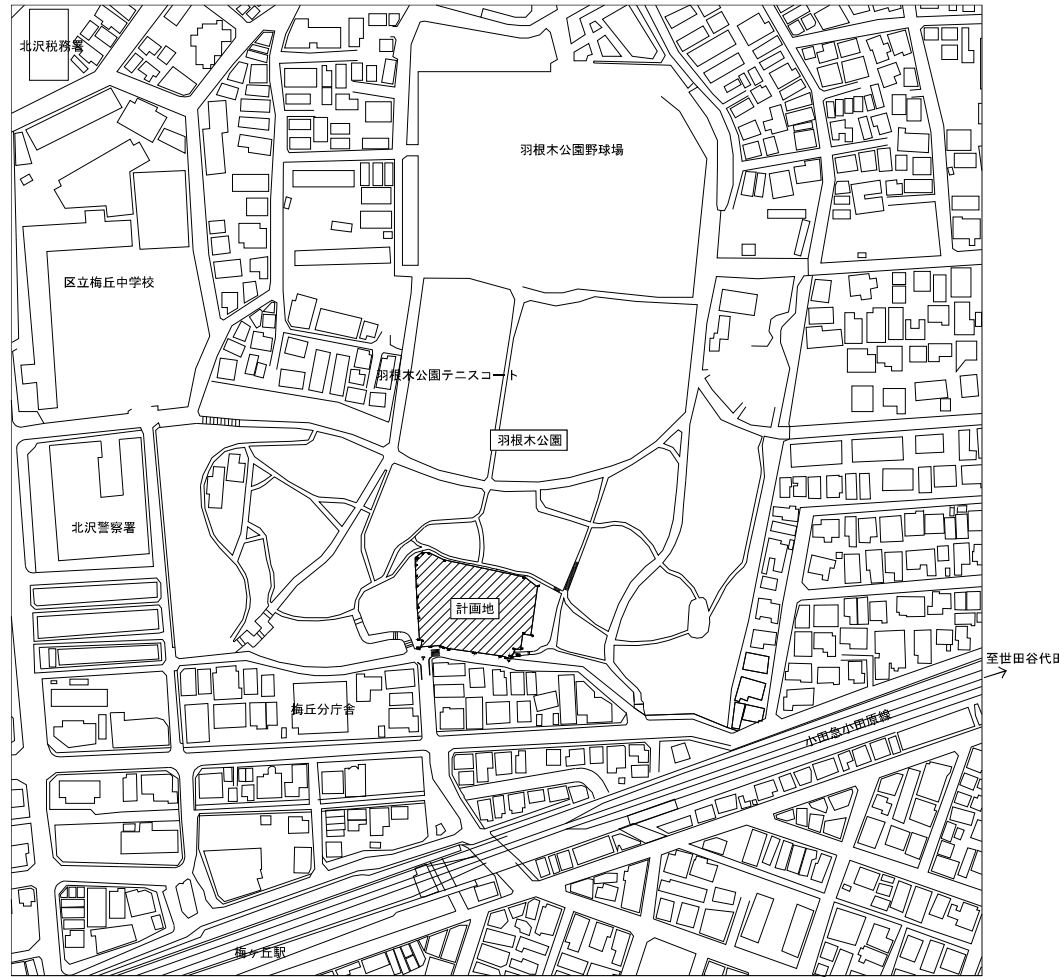 北沢税務署
羽根木公園野球場
区立梅丘中学校
羽根木公園テニスコート
羽根木公園
北沢警察署
計画地
至世田谷代田
梅丘分庁舎
小田急小田原線
梅ヶ丘駅